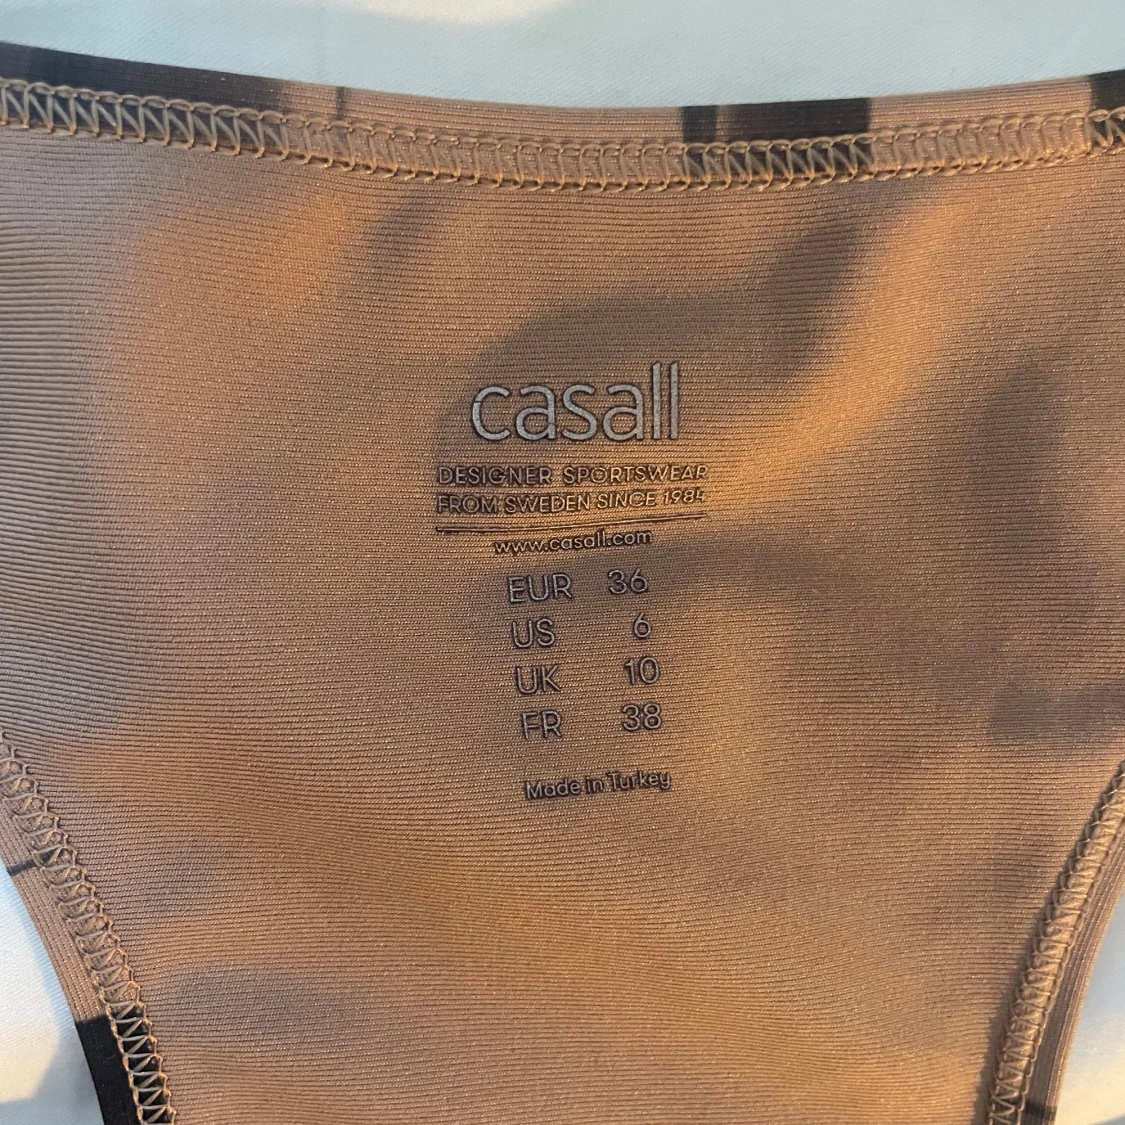 casall
DESIGNER SPORTSWEAR
FROM SWEDEN SINCE 1984
www.casall.com
EUR 36
US 6
UK 10
FR 38
Made in Turkey